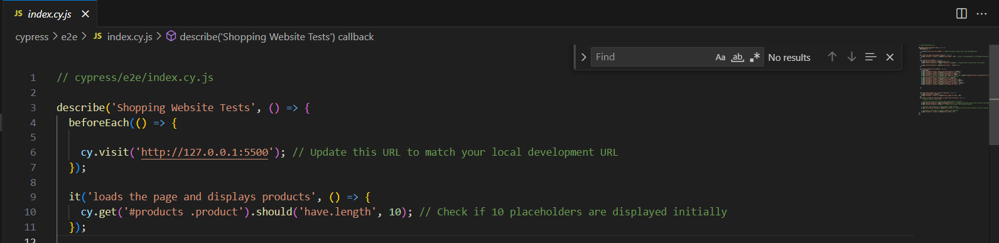 JS index.cy.js
cypress > e2e > JS index.cy.js > describe('Shopping Website Tests') callback
Find Aa ab .* No results
1 // cypress/e2e/index.cy.js
2
3 describe('Shopping Website Tests', () => {
4 beforeEach(() => {
5
6 cy.visit('http://127.0.0.1:5500'); // Update this URL to match your local development URL
7 });
8
9 it('loads the page and displays products', () => {
10 cy.get('#products .product').should('have.length', 10); // Check if 10 placeholders are displayed initially
11 });
12